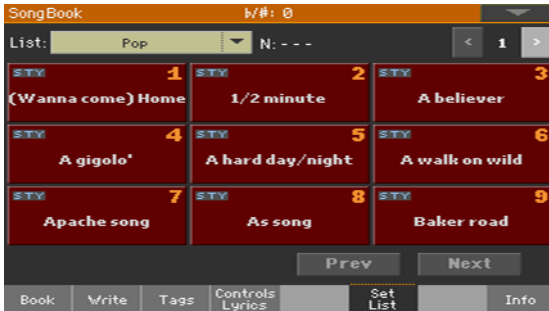 SongBook b/#: 0
List: Pop N: - - - < 1 >
STY 1 STY 2 STY 3
(Wanna come) Home 1/2 minute A believer
STY 4 STY 5 STY 6
A gigolo' A hard day/night A walk on wild
STY 7 STY 8 STY 9
Apache song As song Baker road
Prev Next
Book Write Tags Controls Lyrics Set List Info